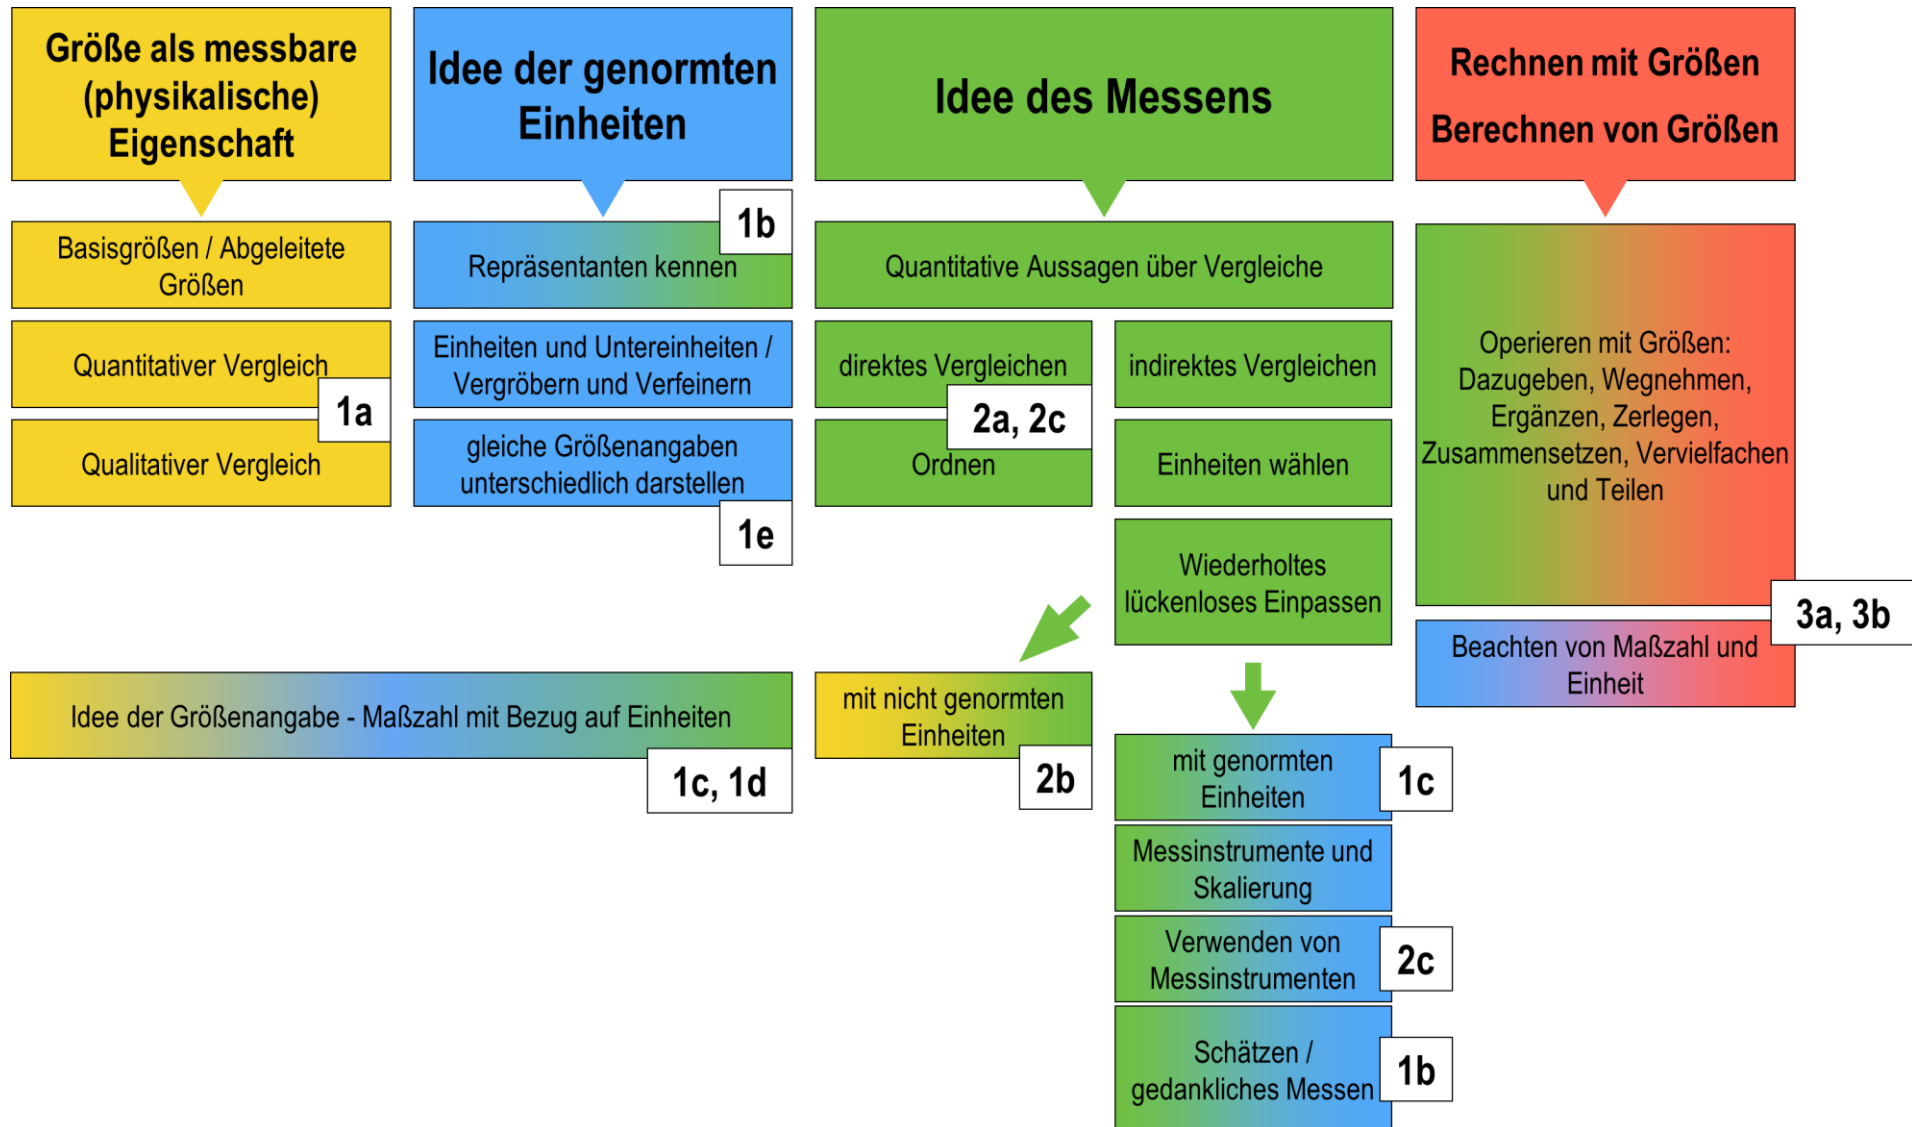 Größe als messbare
(physikalische)
Eigenschaft
Basisgrößen / Abgeleitete
Größen
Quantitativer Vergleich
1a
Qualitativer Vergleich
Idee der genormten
Einheiten
1b
Repräsentanten kennen
Einheiten und Untereinheiten /
Vergröbern und Verfeinern
gleiche Größenangaben
unterschiedlich darstellen
1e
Idee der Größenangabe - Maßzahl mit Bezug auf Einheiten
1c, 1d
Idee des Messens
Quantitative Aussagen über Vergleiche
direktes Vergleichen
2a, 2c
Ordnen
indirektes Vergleichen
Einheiten wählen
Wiederholtes
lückenloses Einpassen
mit nicht genormten
Einheiten
2b
mit genormten
Einheiten
1c
Messinstrumente und
Skalierung
Verwenden von
Messinstrumenten
2c
Schätzen /
gedankliches Messen
1b
Rechnen mit Größen
Berechnen von Größen
Operieren mit Größen:
Dazugeben, Wegnehmen,
Ergänzen, Zerlegen,
Zusammensetzen, Vervielfachen
und Teilen
3a, 3b
Beachten von Maßzahl und
Einheit